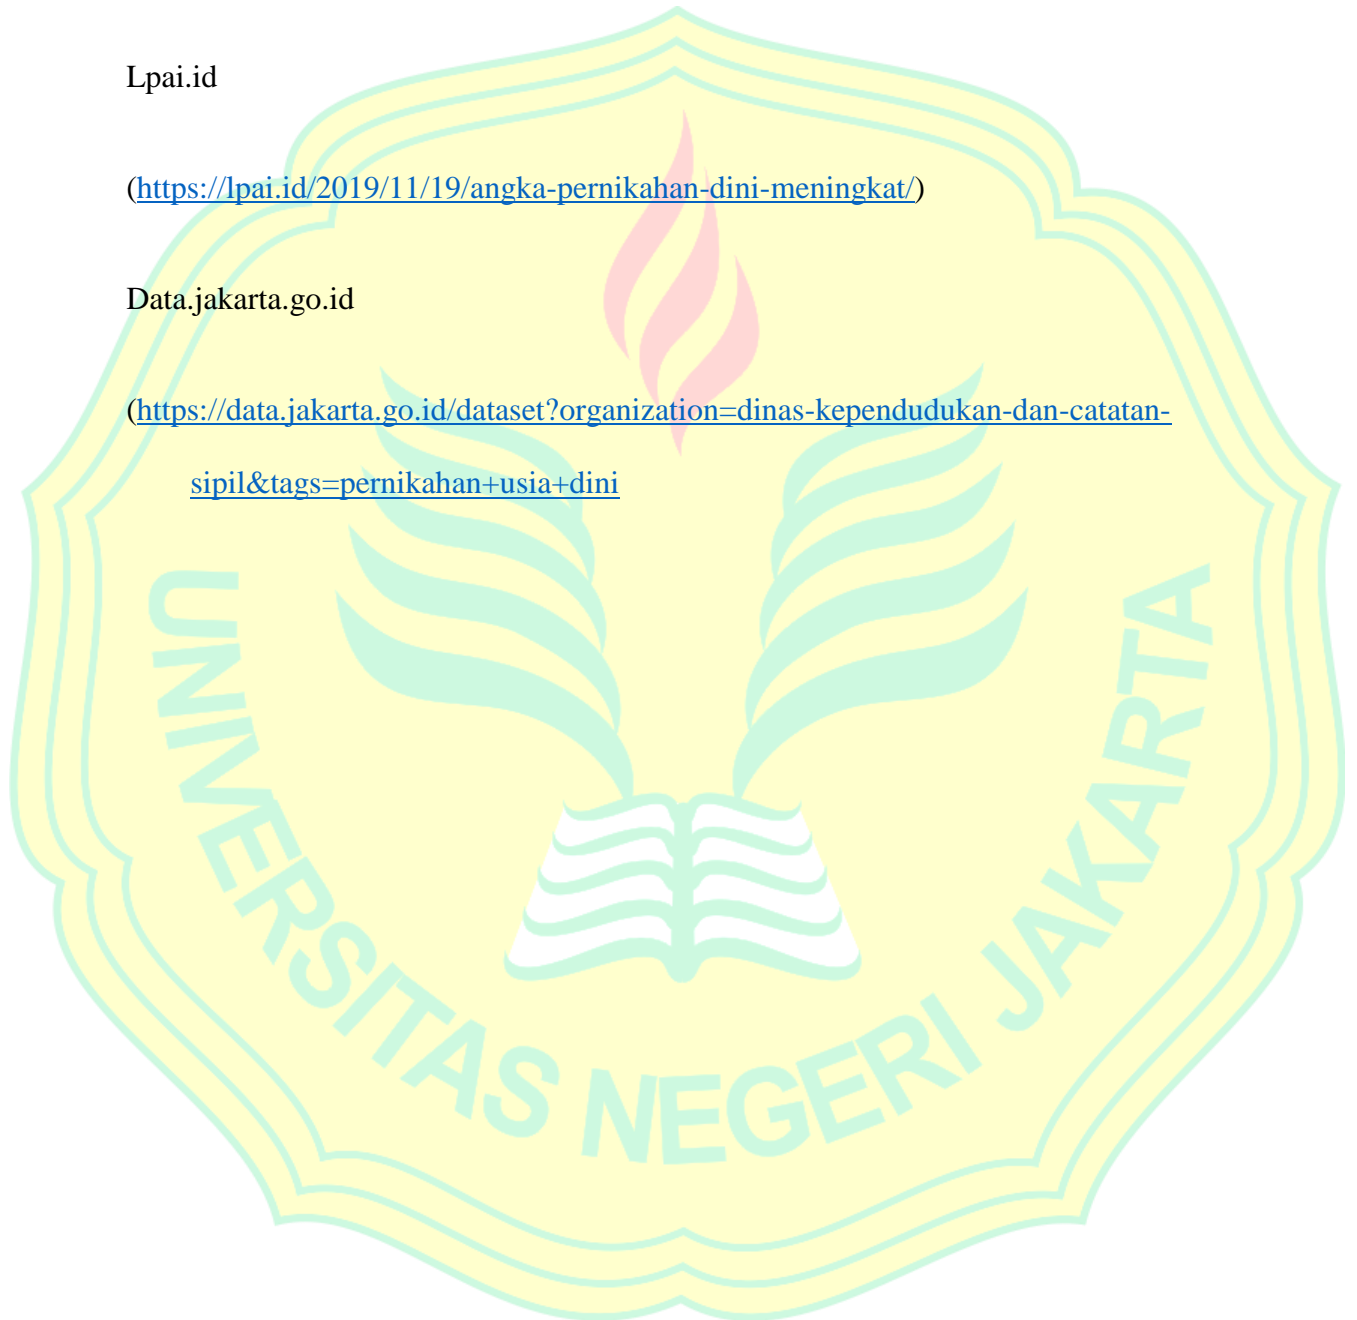 Lpai.id
(https://lpai.id/2019/11/19/angka-pernikahan-dini-meningkat/)
Data.jakarta.go.id
(https://data.jakarta.go.id/dataset?organization=dinas-kependudukan-dan-catatan-
sipil&tags=pernikahan+usia+dini
UNIVERSITAS NEGERI JAKARTA